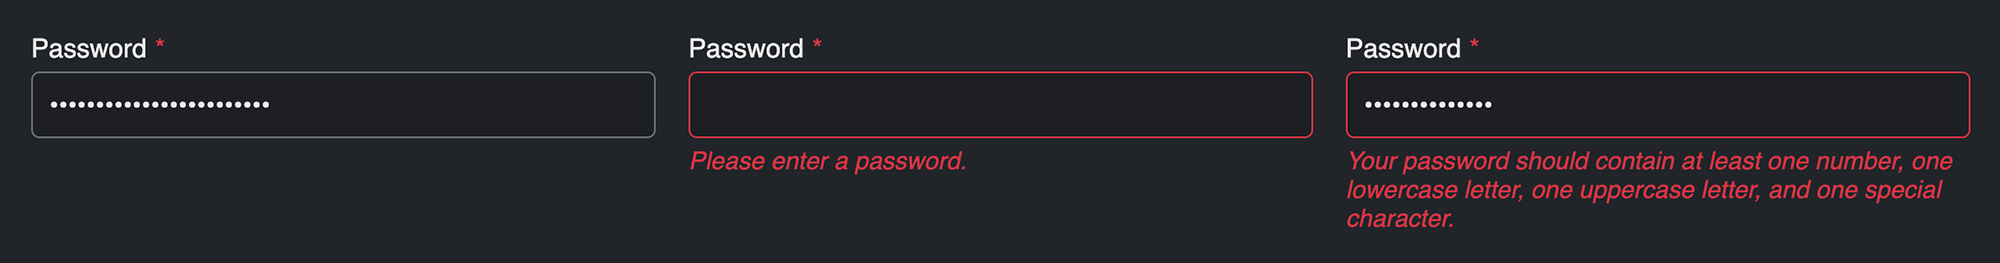 Password *
••••••••••••••••••••••••
Password *
Please enter a password.
Password *
••••••••••••••
Your password should contain at least one number, one
lowercase letter, one uppercase letter, and one special
character.